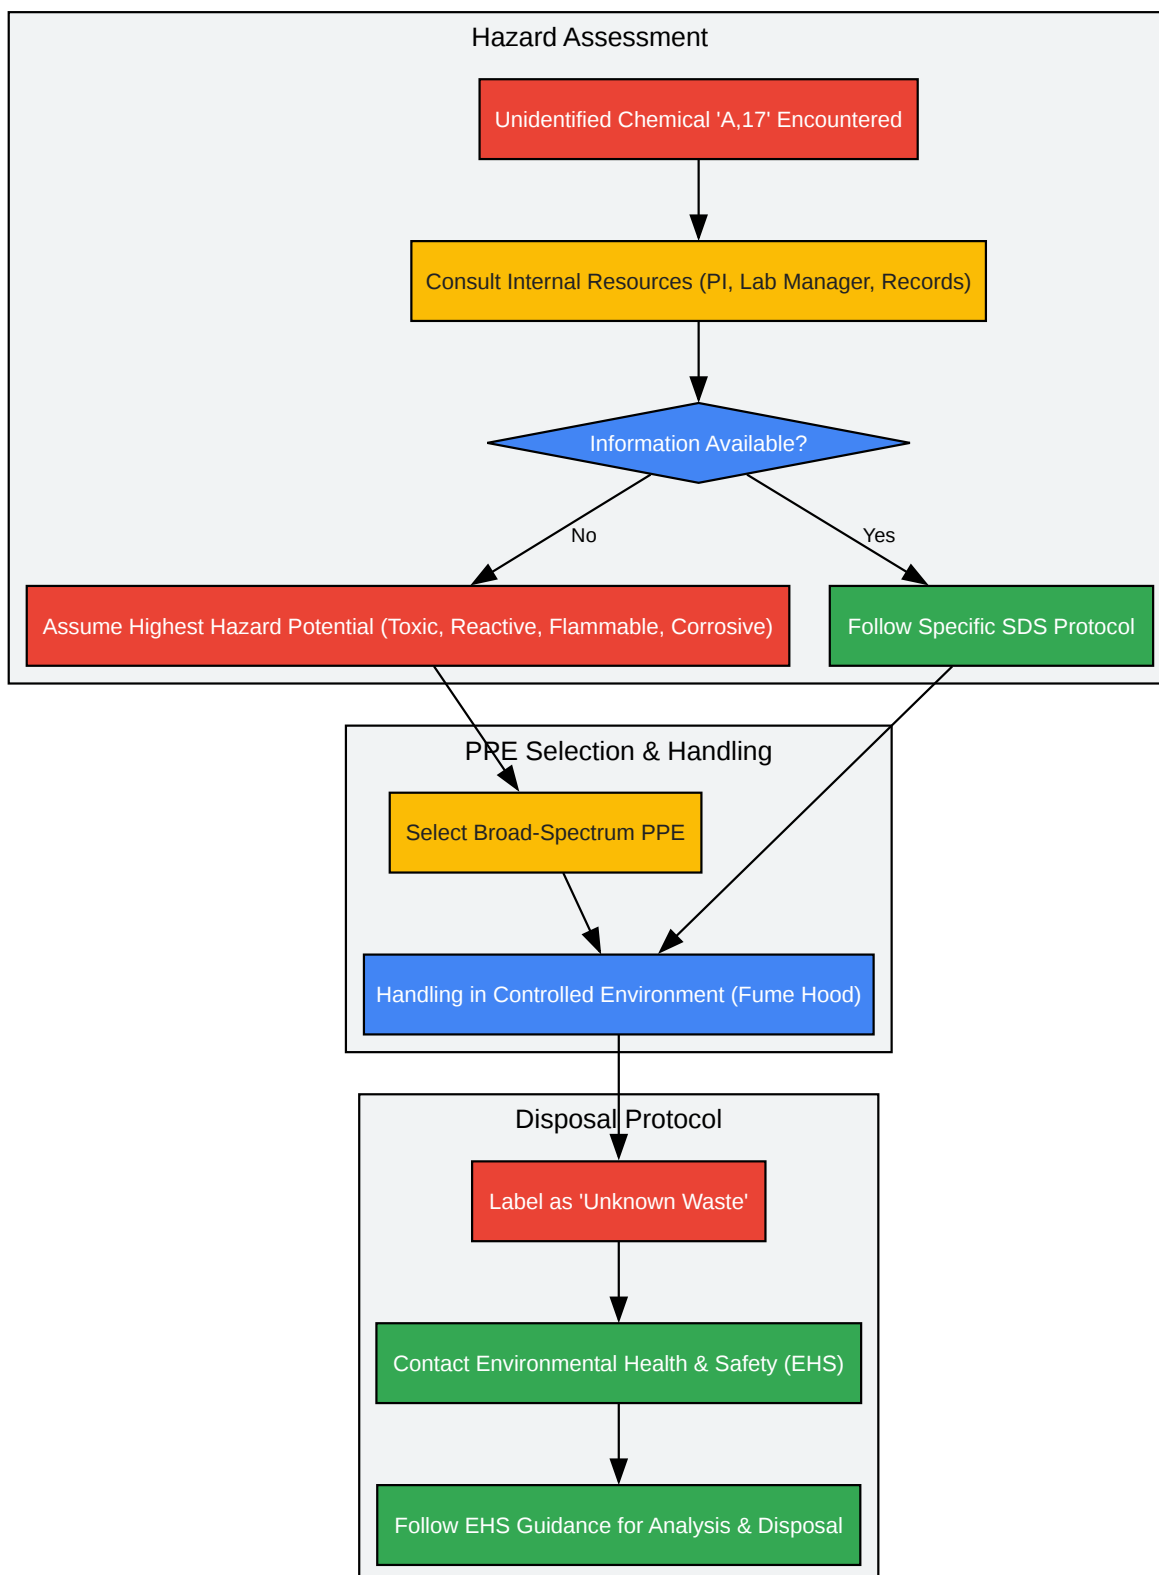 Hazard Assessment
Unidentified Chemical 'A,17' Encountered
Consult Internal Resources (PI, Lab Manager, Records)
Information Available?
No
Yes
Assume Highest Hazard Potential (Toxic, Reactive, Flammable, Corrosive)
Follow Specific SDS Protocol
PPE Selection & Handling
Select Broad-Spectrum PPE
Handling in Controlled Environment (Fume Hood)
Disposal Protocol
Label as 'Unknown Waste'
Contact Environmental Health & Safety (EHS)
Follow EHS Guidance for Analysis & Disposal